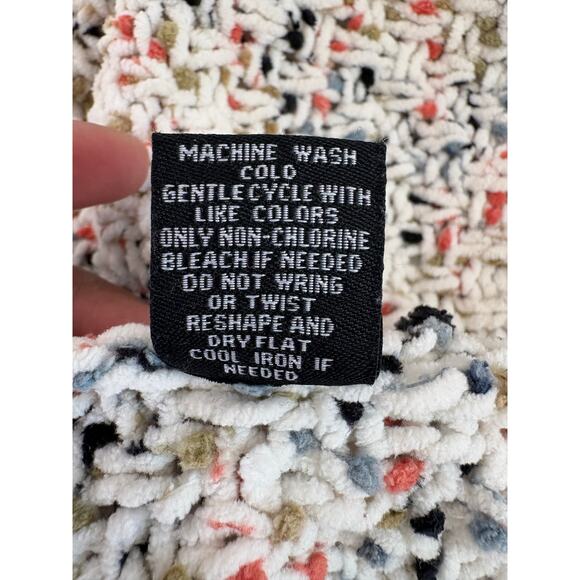 MACHINE WASH
COLD
GENTLE CYCLE WITH
LIKE COLORS
ONLY NON-CHLORINE
BLEACH IF NEEDED
DO NOT WRING
OR TWIST
RESHAPE AND
DRY FLAT
COOL IRON IF
NEEDED